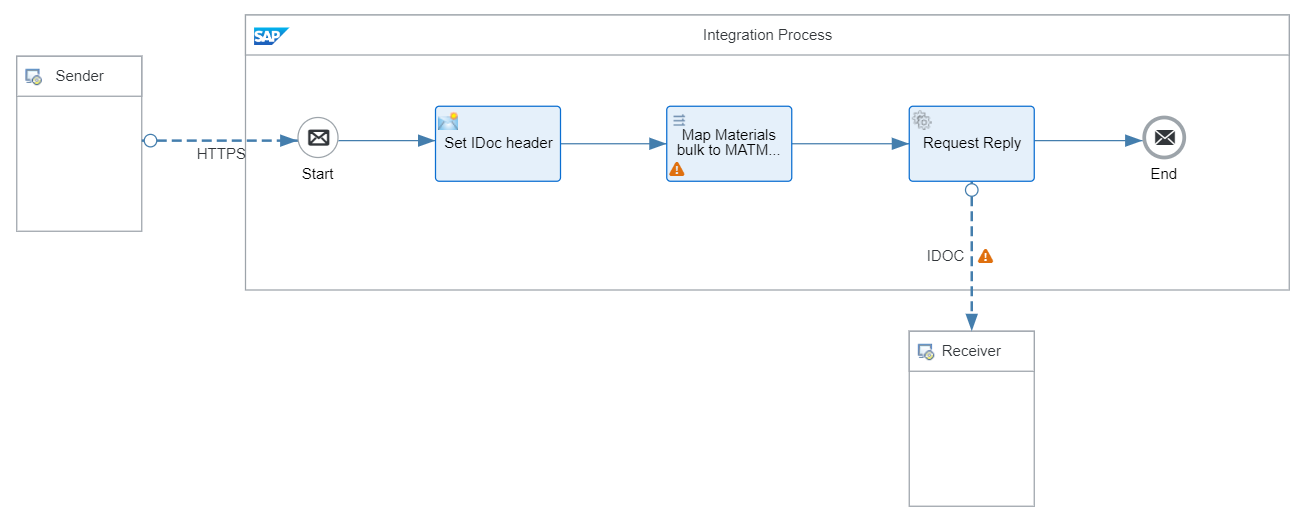 SAP
Integration Process
Sender
HTTPS
Start
Set IDoc header
Map Materials
bulk to MATM...
Request Reply
End
IDOC
Receiver